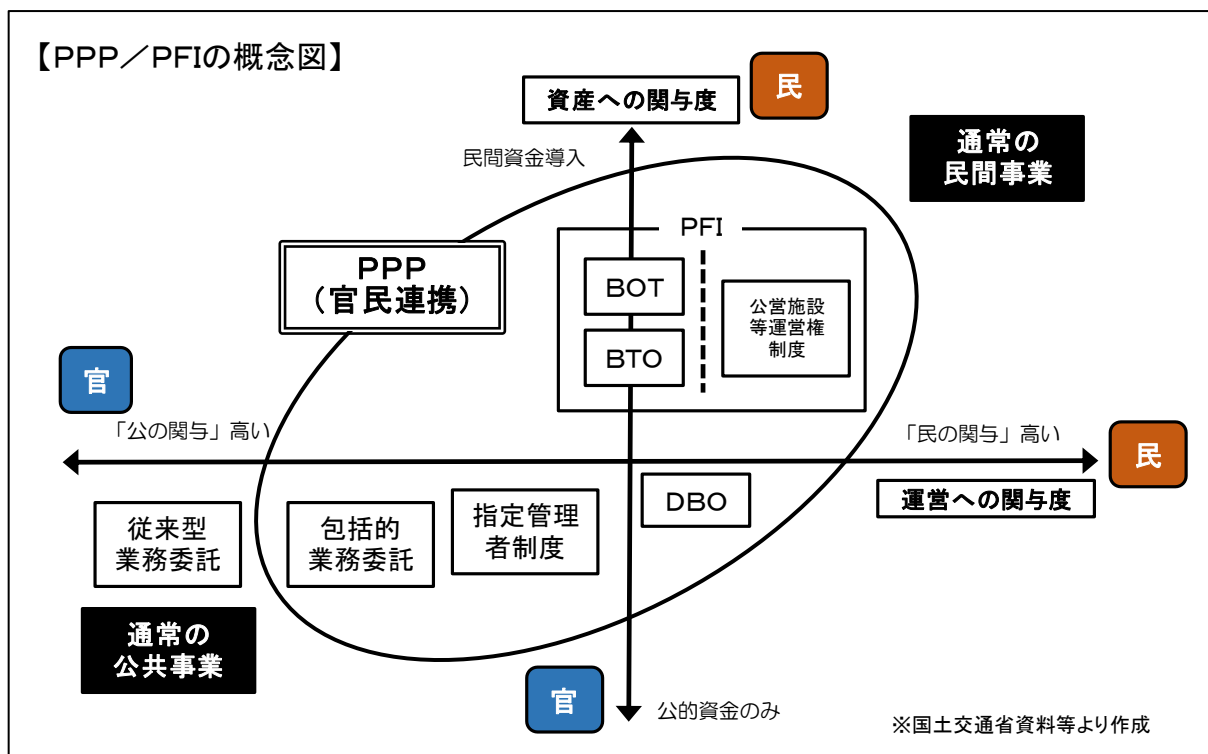 【PPP／PFIの概念図】
資産への関与度
民
民間資金導入
通常の
民間事業
PFI
PPP
（官民連携）
BOT
BTO
公営施設
等運営権
制度
官
「公の関与」高い
「民の関与」高い
民
運営への関与度
従来型
業務委託
包括的
業務委託
指定管理
者制度
DBO
通常の
公共事業
官
公的資金のみ
※国土交通省資料等より作成